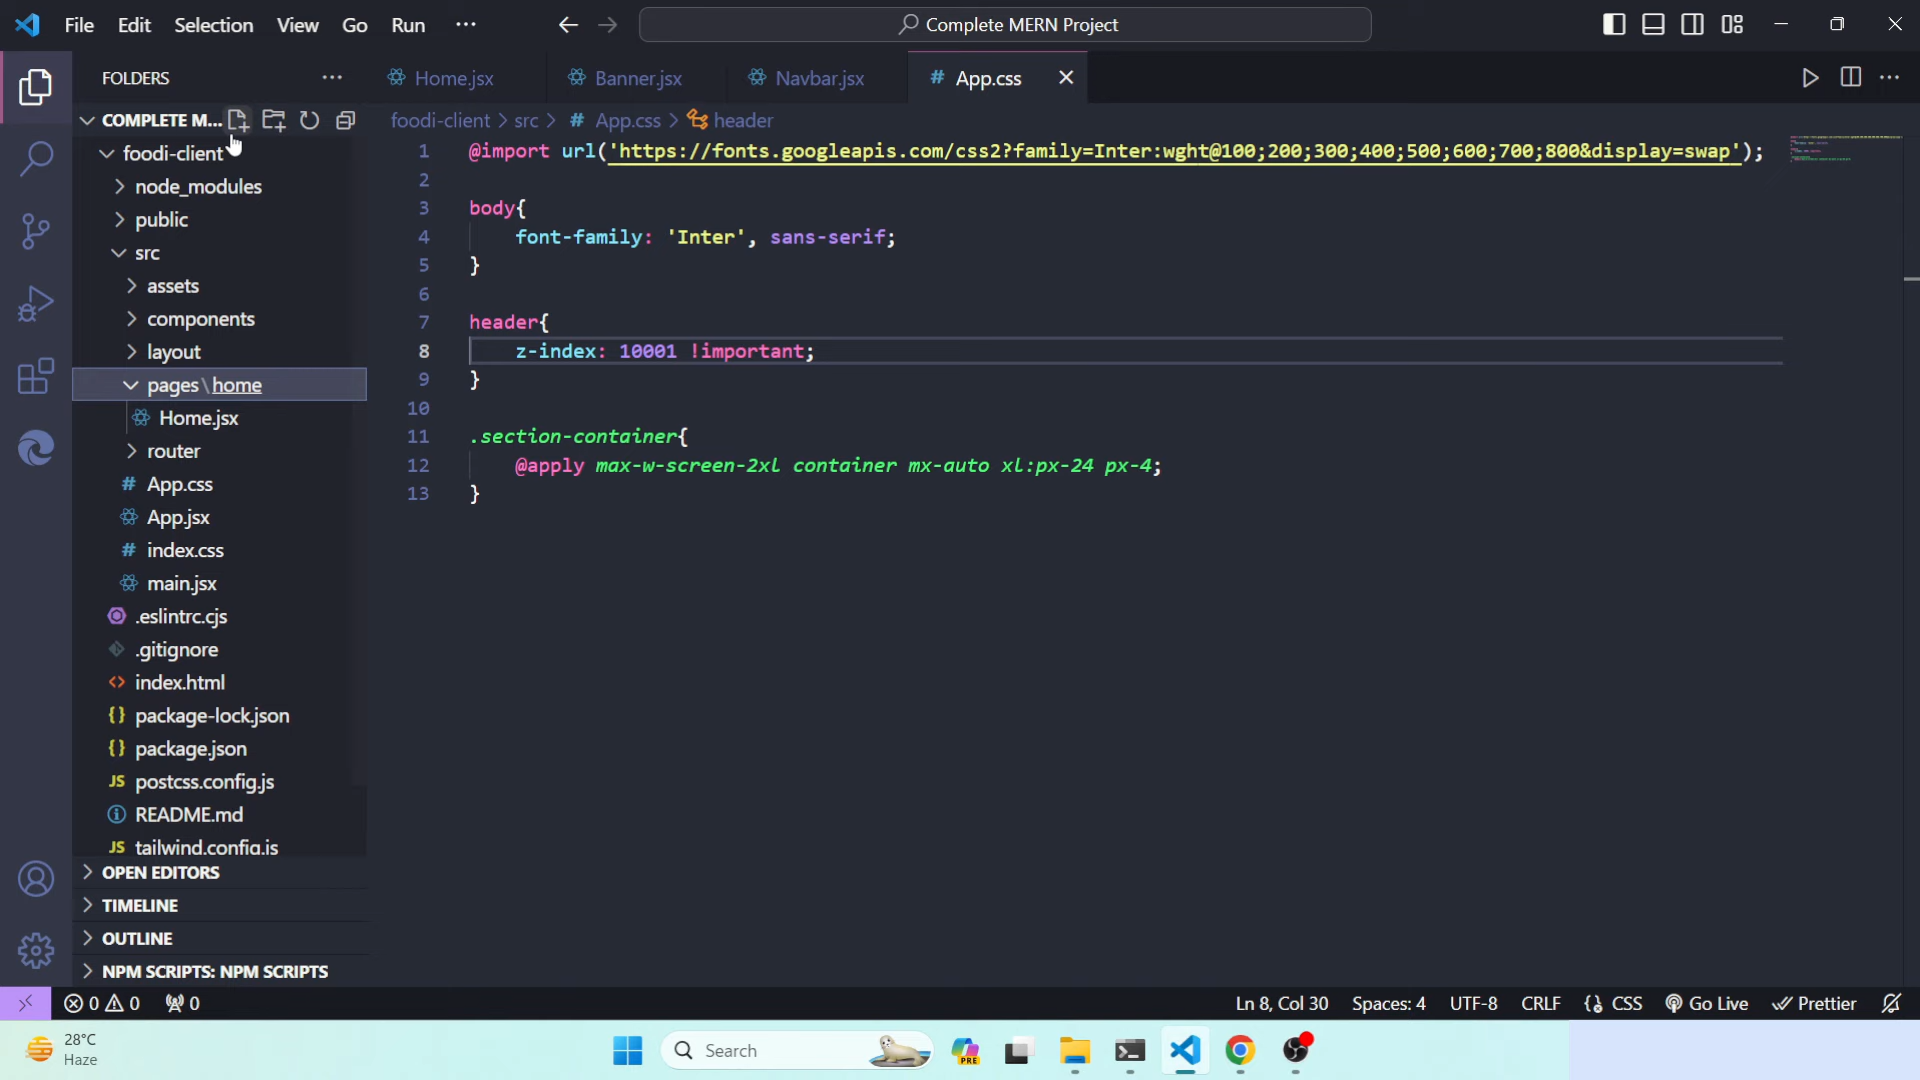 File Edit Selection View Go Run ···
Complete MERN Project
FOLDERS ···
Home.jsx Banner.jsx Navbar.jsx # App.css
COMPLETE M...
foodi-client > src > # App.css > header
foodi-client
node_modules
public
src
assets
components
layout
pages\home
Home.jsx
router
# App.css
App.jsx
# index.css
main.jsx
.eslintrc.cjs
.gitignore
<> index.html
{} package-lock.json
{} package.json
JS postcss.config.js
README.md
JS tailwind.config.js
OPEN EDITORS
TIMELINE
OUTLINE
NPM SCRIPTS: NPM SCRIPTS
1 @import url('https://fonts.googleapis.com/css2?family=Inter:wght@100;200;300;400;500;600;700;800&display=swap');
2
3 body{
4 font-family: 'Inter', sans-serif;
5 }
6
7 header{
8 z-index: 10001 !important;
9 }
10
11 .section-container{
12 @apply max-w-screen-2xl container mx-auto xl:px-24 px-4;
13 }
0 0 0
Ln 8, Col 30 Spaces: 4 UTF-8 CRLF {} CSS Go Live Prettier
28°C
Haze
Search
PRE